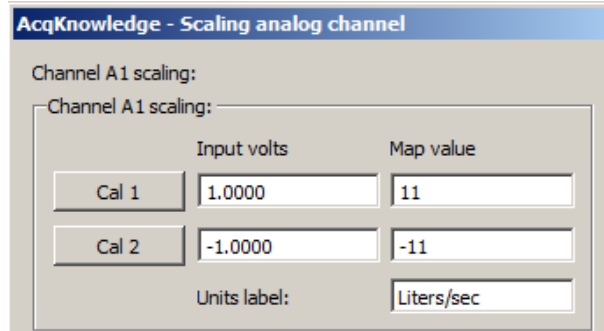 AcqKnowledge - Scaling analog channel
Channel A1 scaling:
Channel A1 scaling:
Input volts Map value
Cal 1 1.0000 11
Cal 2 -1.0000 -11
Units label: Liters/sec